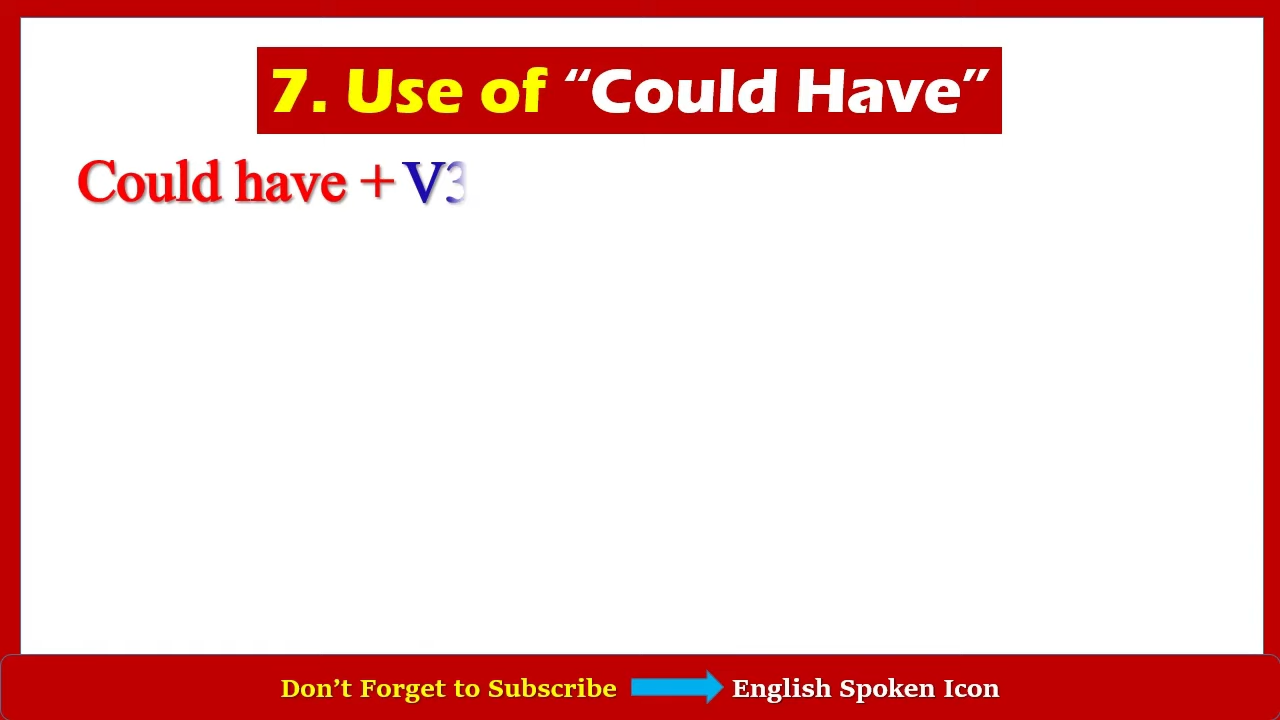 7. Use of “Could Have”
Could have + V3
Don’t Forget to Subscribe English Spoken Icon